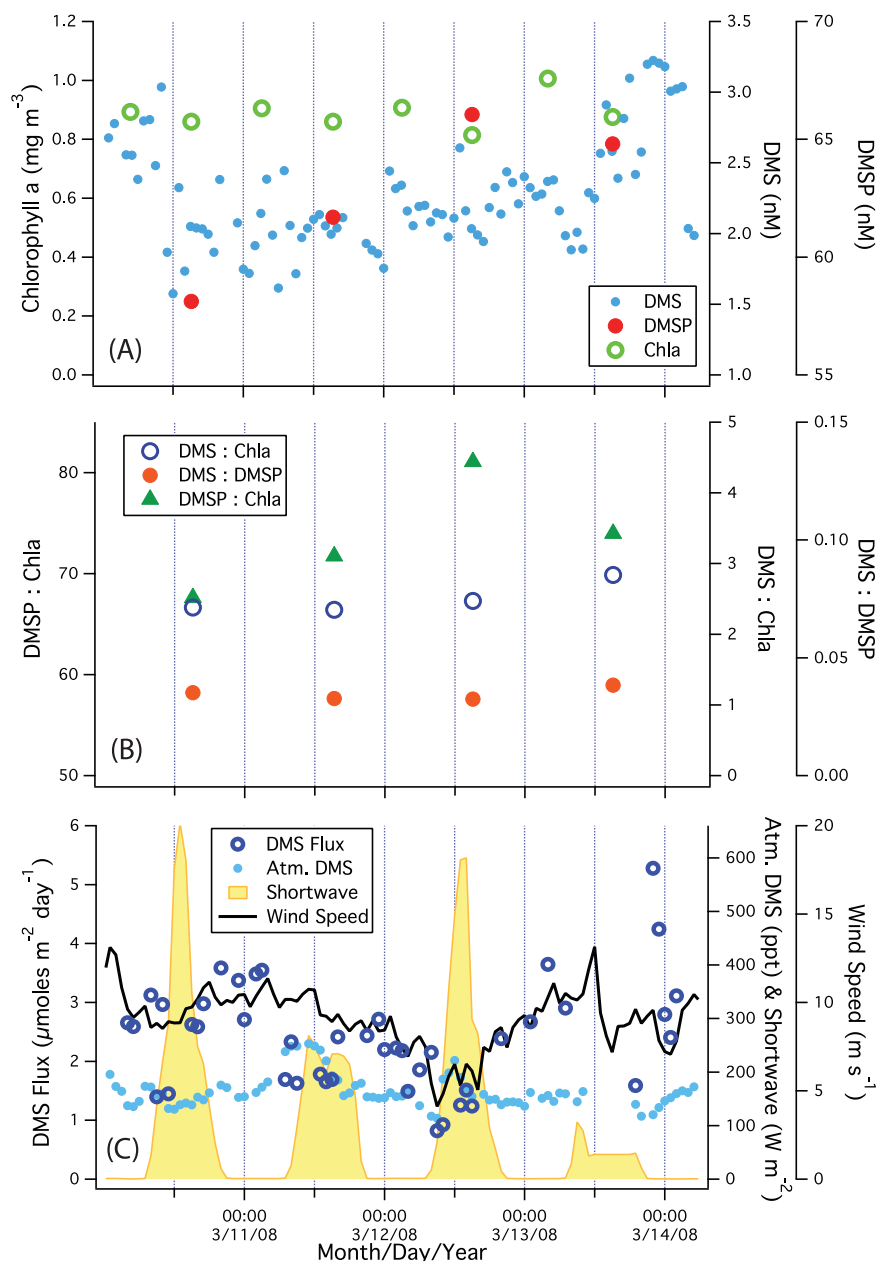 1.2
1.0
0.8
0.6
0.4
0.2
0.0
Chlorophyll a (mg m-3)
(A)
DMS
DMSP
Chla
3.5
3.0
2.5
2.0
1.5
1.0
DMS (nM)
70
65
60
55
DMSP (nM)
DMS : Chla
DMS : DMSP
DMSP : Chla
80
70
60
50
DMSP : Chla
(B)
5
4
3
2
1
0
DMS : Chla
0.15
0.10
0.05
0.00
DMS : DMSP
6
5
4
3
2
1
0
DMS Flux (µmoles m-2 day-1)
(C)
DMS Flux
Atm. DMS
Shortwave
Wind Speed
600
500
400
300
200
100
0
Atm. DMS (ppt) & Shortwave (W m-2)
20
15
10
5
0
Wind Speed (m s-1)
00:00 00:00 00:00 00:00
3/11/08 3/12/08 3/13/08 3/14/08
Month/Day/Year